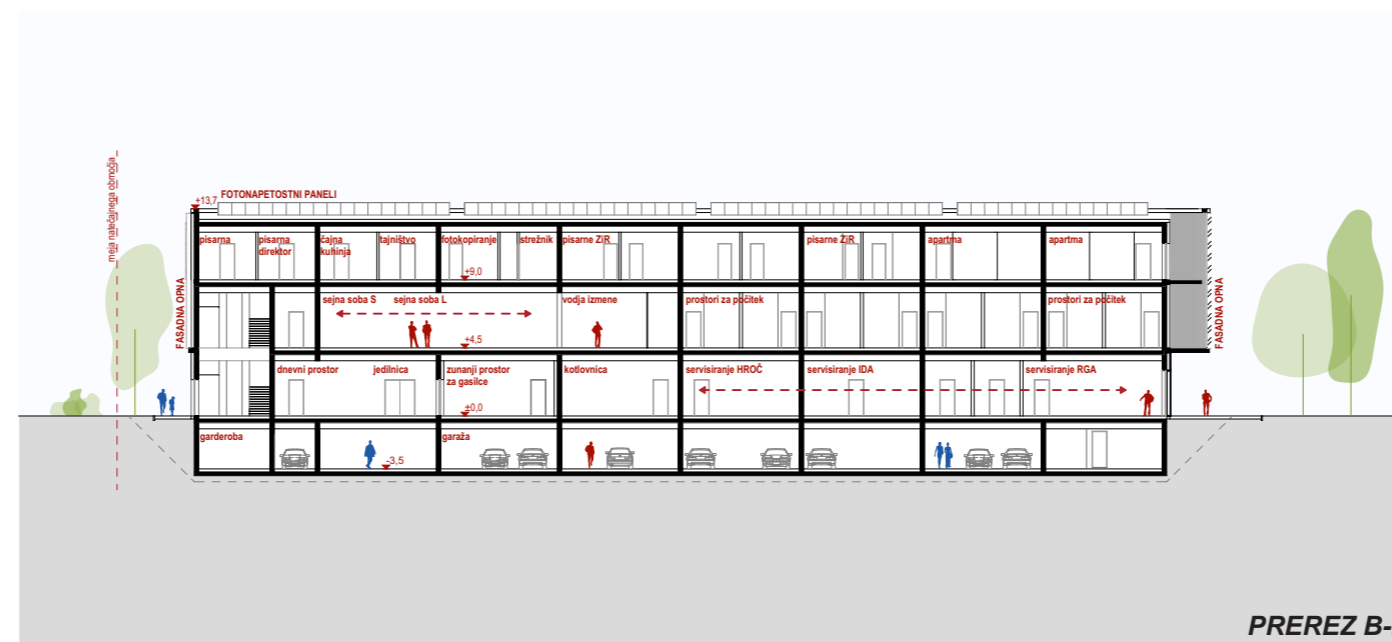 meja natečajnega območja
FOTONAPETOSTNI PANELI
+13,7
pisarna
pisarna
direktor
čajna
kuhinja
tajništvo
fotokopiranje
strežnik
pisarne ZiR
pisarne ZiR
apartma
apartma
+9,0
FASADNA OPNA
sejna soba S
sejna soba L
vodja izmene
prostori za počitek
prostori za počitek
FASADNA OPNA
+4,5
dnevni prostor
jedilnica
zunanji prostor
za gasilce
kotlovnica
servisiranje HROČ
servisiranje IDA
servisiranje RGA
±0,0
garderoba
garaža
-3,5
PREREZ B-